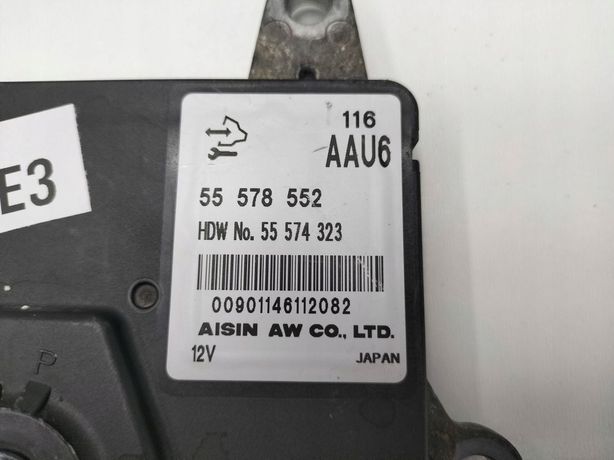 116
AAU6
55 578 552
HDW No. 55 574 323
00901146112082
AISIN AW CO., LTD.
12V JAPAN
E3
P